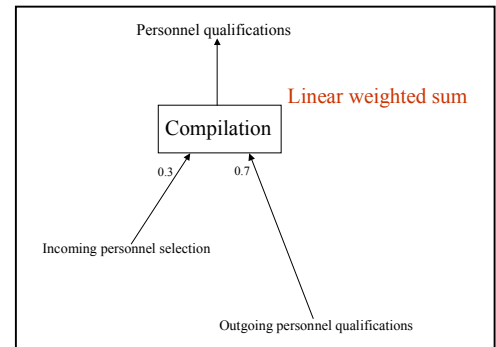 Personnel qualifications
Linear weighted sum
Compilation
0.3
0.7
Incoming personnel selection
Outgoing personnel qualifications